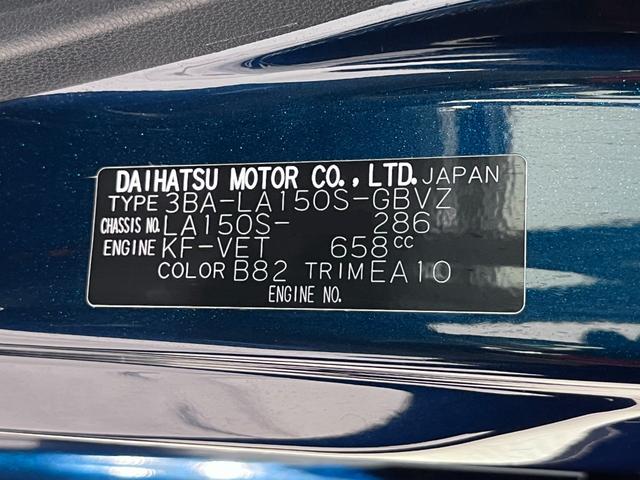 DAIHATSU MOTOR CO., LTD. JAPAN
TYPE 3BA-LA150S-GBVZ
CHASSIS NO. LA150S- 286
ENGINE KF-VET 658cc
COLOR B82 TRIM EA10
ENGINE NO.